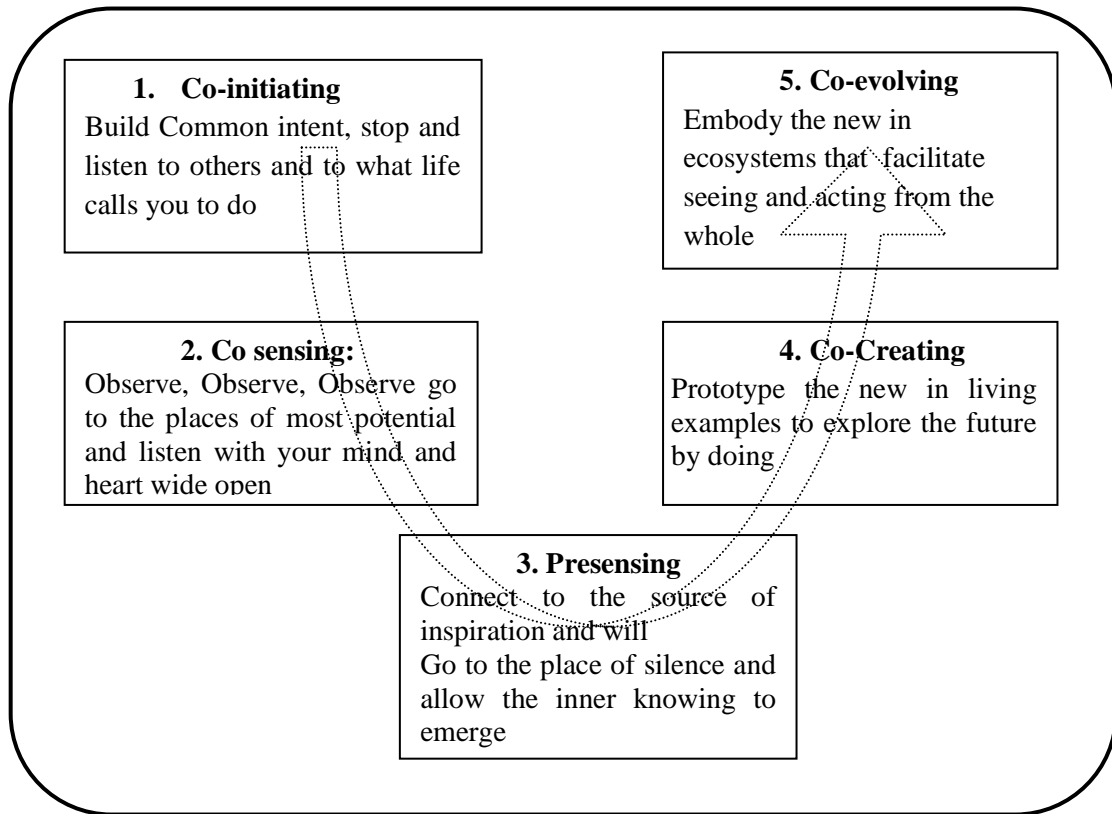 1. Co-initiating
Build Common intent, stop and
listen to others and to what life
calls you to do
2. Co sensing:
Observe, Observe, Observe go
to the places of most potential
and listen with your mind and
heart wide open
3. Presensing
Connect to the source of
inspiration and will
Go to the place of silence and
allow the inner knowing to
emerge
4. Co-Creating
Prototype the new in living
examples to explore the future
by doing
5. Co-evolving
Embody the new in
ecosystems that facilitate
seeing and acting from the
whole